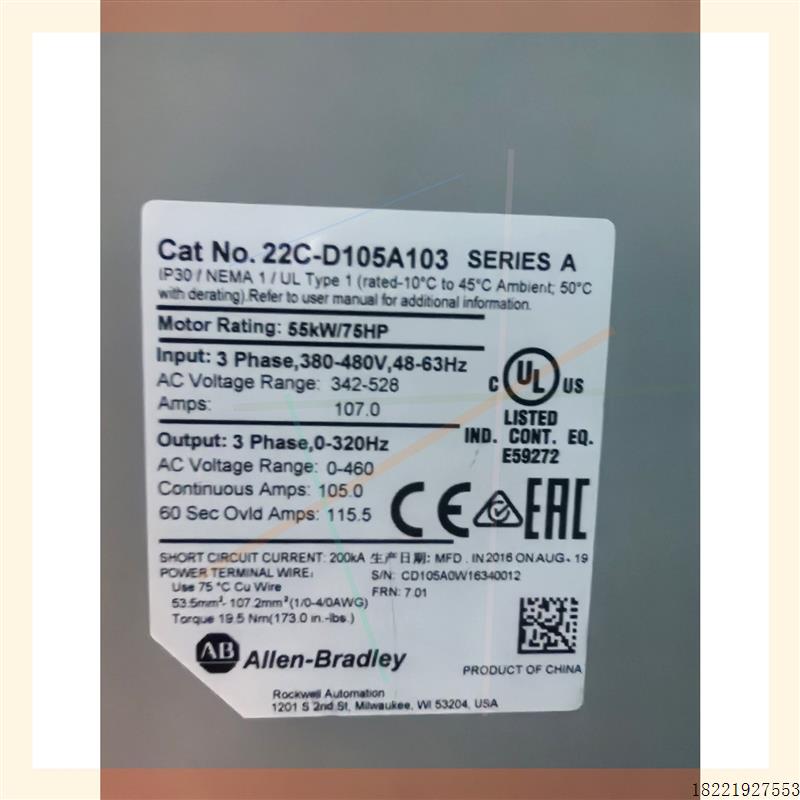 Cat No. 22C-D105A103 SERIES A
IP30 / NEMA 1 / UL Type 1 (rated-10°C to 45°C Ambient; 50°C
with derating).Refer to user manual for additional information.
Motor Rating: 55kW/75HP
Input: 3 Phase,380-480V,48-63Hz
AC Voltage Range: 342-528
Amps: 107.0
C UL US
LISTED
IND. CONT. EQ.
E59272
Output: 3 Phase,0-320Hz
AC Voltage Range: 0-460
Continuous Amps: 105.0
60 Sec Ovld Amps: 115.5
CE EAC
SHORT CIRCUIT CURRENT: 200kA 生产日期: MFD . IN 2016 ON AUG . 19
POWER TERMINAL WIRE: S/N: CD105A0W16340012
Use 75 °C Cu Wire FRN: 7.01
53.5mm²- 107.2mm²(1/0-4/0AWG)
Torque 19.5 Nm(173.0 in.-lbs.)
AB Allen-Bradley
PRODUCT OF CHINA
Rockwell Automation
1201 S 2nd St, Milwaukee, WI 53204, USA
18221927553